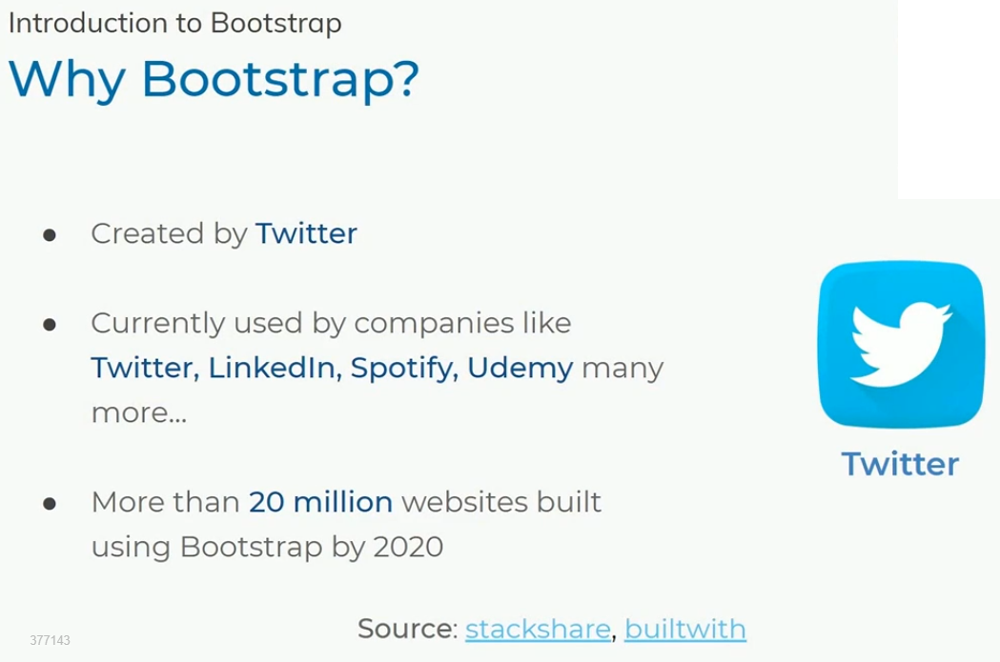 Introduction to Bootstrap
Why Bootstrap?
● Created by Twitter
● Currently used by companies like
Twitter, LinkedIn, Spotify, Udemy many
more...
Twitter
● More than 20 million websites built
using Bootstrap by 2020
Source: stackshare, builtwith
377143